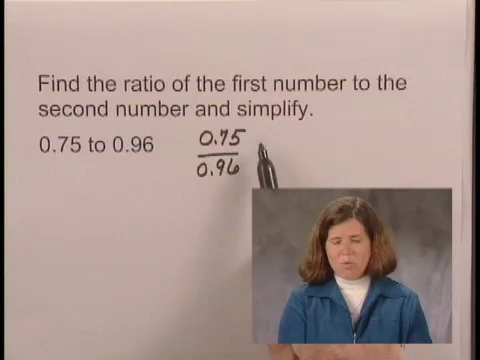 Find the ratio of the first number to the
second number and simplify.
0.75 to 0.96
0.75
0.96